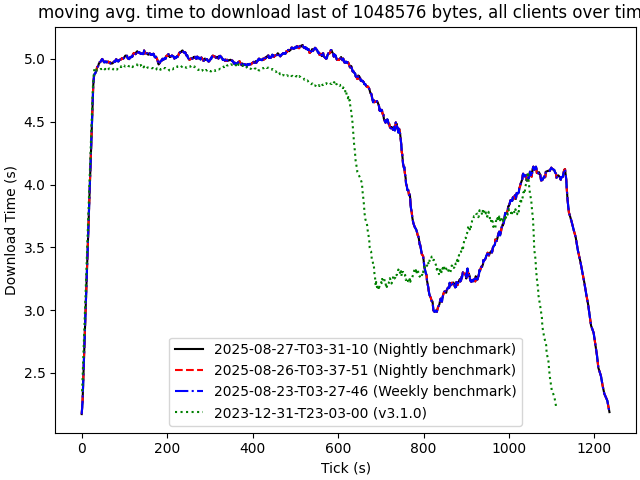 moving avg. time to download last of 1048576 bytes, all clients over tim
5.0
4.5
4.0
3.5
3.0
2.5
Download Time (s)
2025-08-27-T03-31-10 (Nightly benchmark)
2025-08-26-T03-37-51 (Nightly benchmark)
2025-08-23-T03-27-46 (Weekly benchmark)
2023-12-31-T23-03-00 (v3.1.0)
0 200 400 600 800 1000 1200
Tick (s)